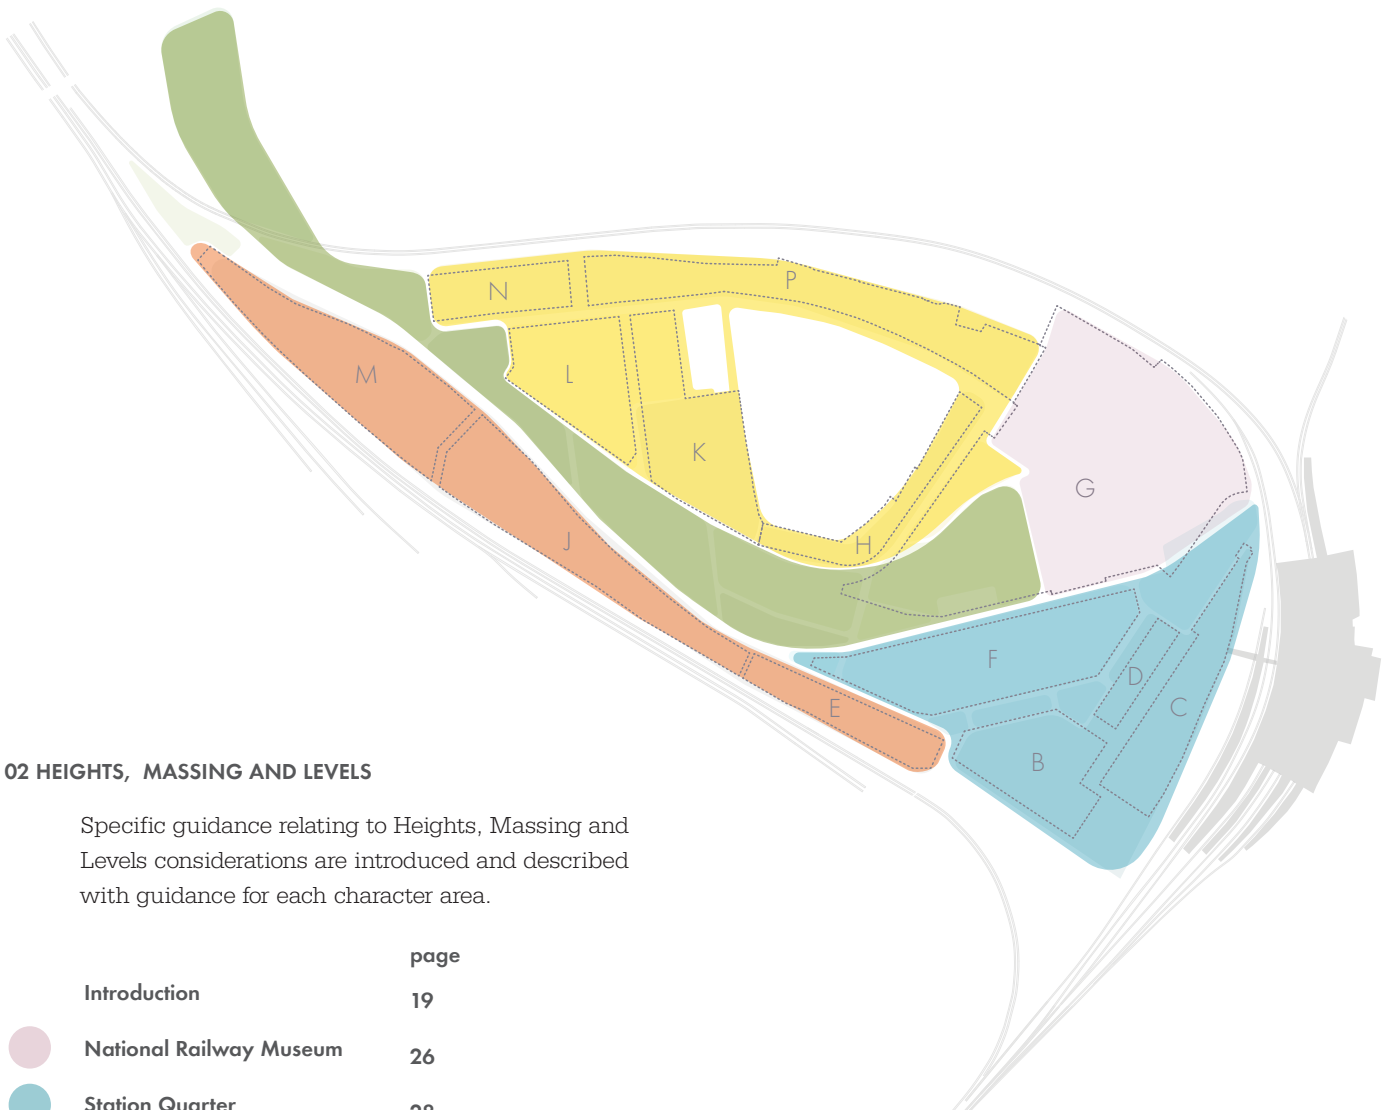 N
P
M
L
K
G
J
H
F
D
E
C
B
02 HEIGHTS, MASSING AND LEVELS
Specific guidance relating to Heights, Massing and
Levels considerations are introduced and described
with guidance for each character area.
page
Introduction 19
National Railway Museum 26
Station Quarter 28